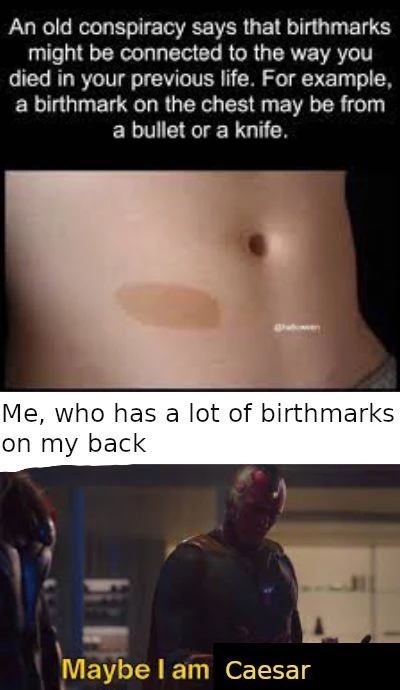 An old conspiracy says that birthmarks
might be connected to the way you
died in your previous life. For example,
a birthmark on the chest may be from
a bullet or a knife.
Me, who has a lot of birthmarks
on my back
Maybe I am Caesar